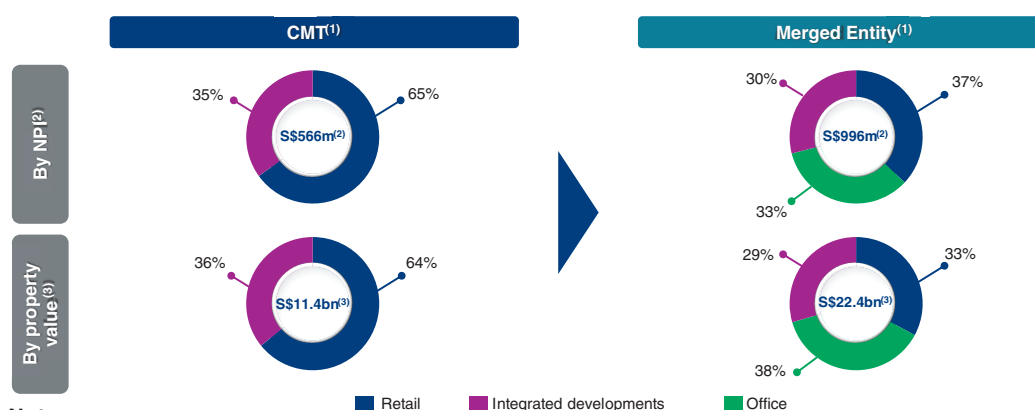 CMT(1)
Merged Entity(1)
By NPI(2)
35%
65%
S$566m(2)
30%
37%
S$996m(2)
33%
By property
value(3)
36%
64%
S$11.4bn(3)
29%
33%
S$22.4bn(3)
38%
Retail
Integrated developments
Office